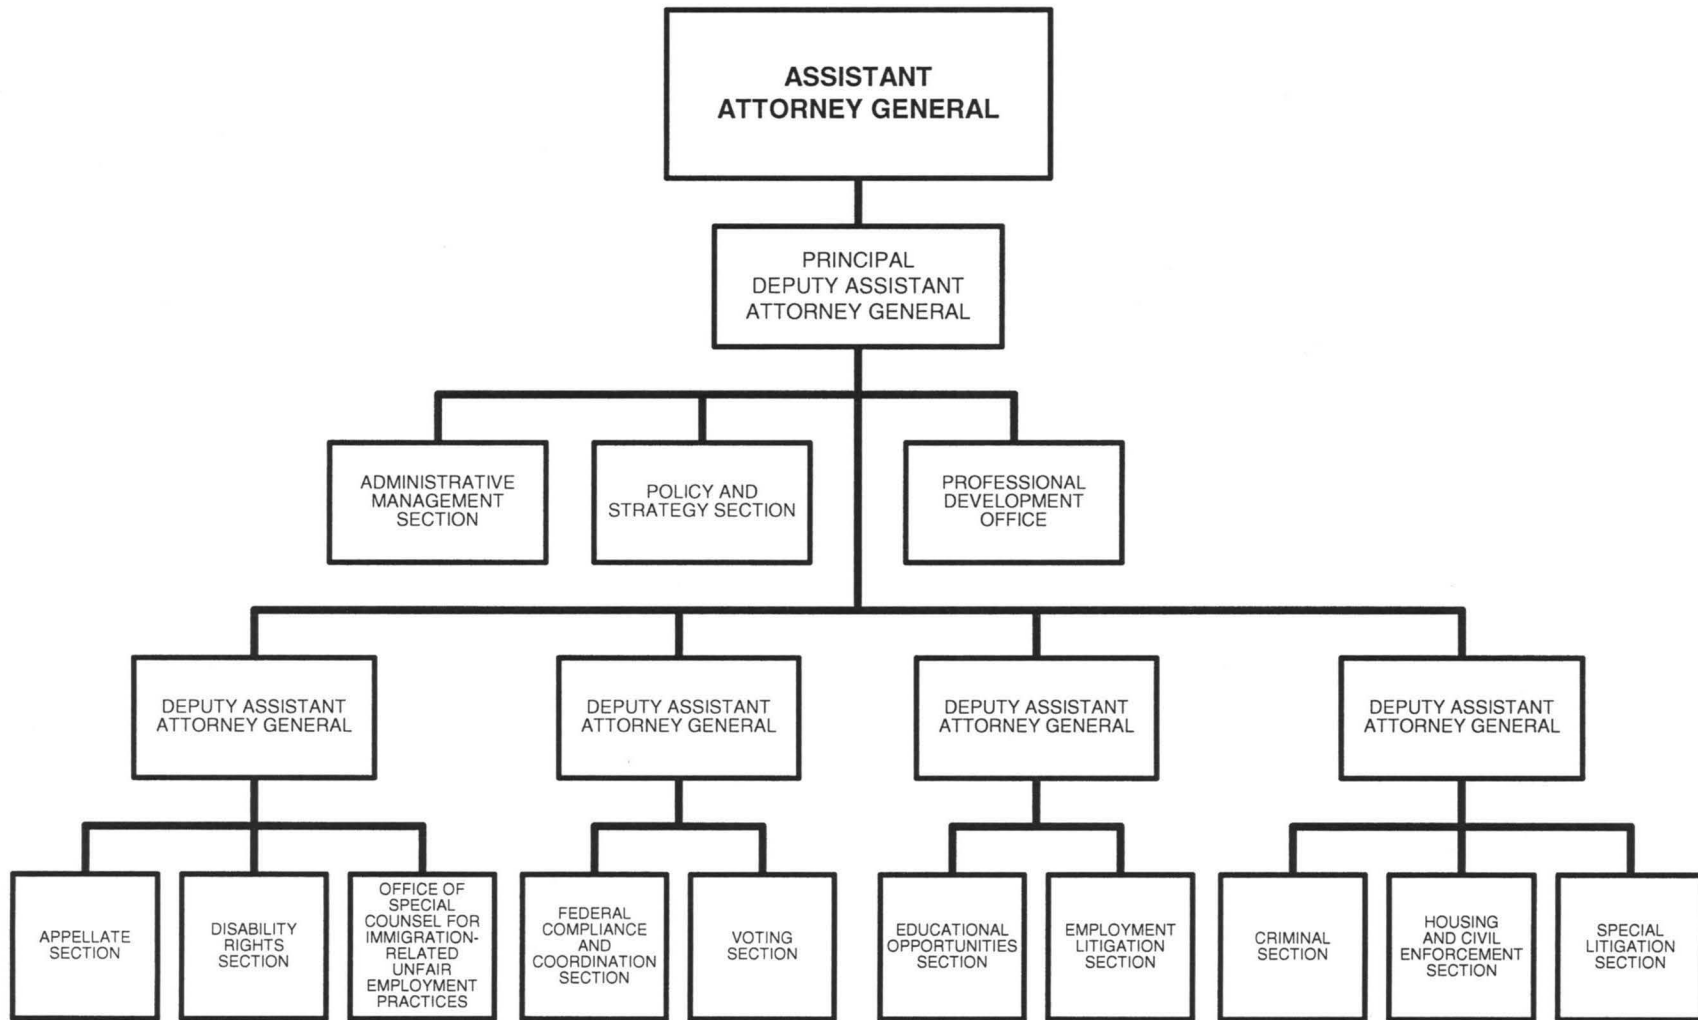 ASSISTANT
ATTORNEY GENERAL
PRINCIPAL
DEPUTY ASSISTANT
ATTORNEY GENERAL
ADMINISTRATIVE
MANAGEMENT
SECTION
POLICY AND
STRATEGY SECTION
PROFESSIONAL
DEVELOPMENT
OFFICE
DEPUTY ASSISTANT
ATTORNEY GENERAL
DEPUTY ASSISTANT
ATTORNEY GENERAL
DEPUTY ASSISTANT
ATTORNEY GENERAL
DEPUTY ASSISTANT
ATTORNEY GENERAL
APPELLATE
SECTION
DISABILITY
RIGHTS
SECTION
OFFICE OF
SPECIAL
COUNSEL FOR
IMMIGRATION-
RELATED
UNFAIR
EMPLOYMENT
PRACTICES
FEDERAL
COMPLIANCE
AND
COORDINATION
SECTION
VOTING
SECTION
EDUCATIONAL
OPPORTUNITIES
SECTION
EMPLOYMENT
LITIGATION
SECTION
CRIMINAL
SECTION
HOUSING
AND CIVIL
ENFORCEMENT
SECTION
SPECIAL
LITIGATION
SECTION